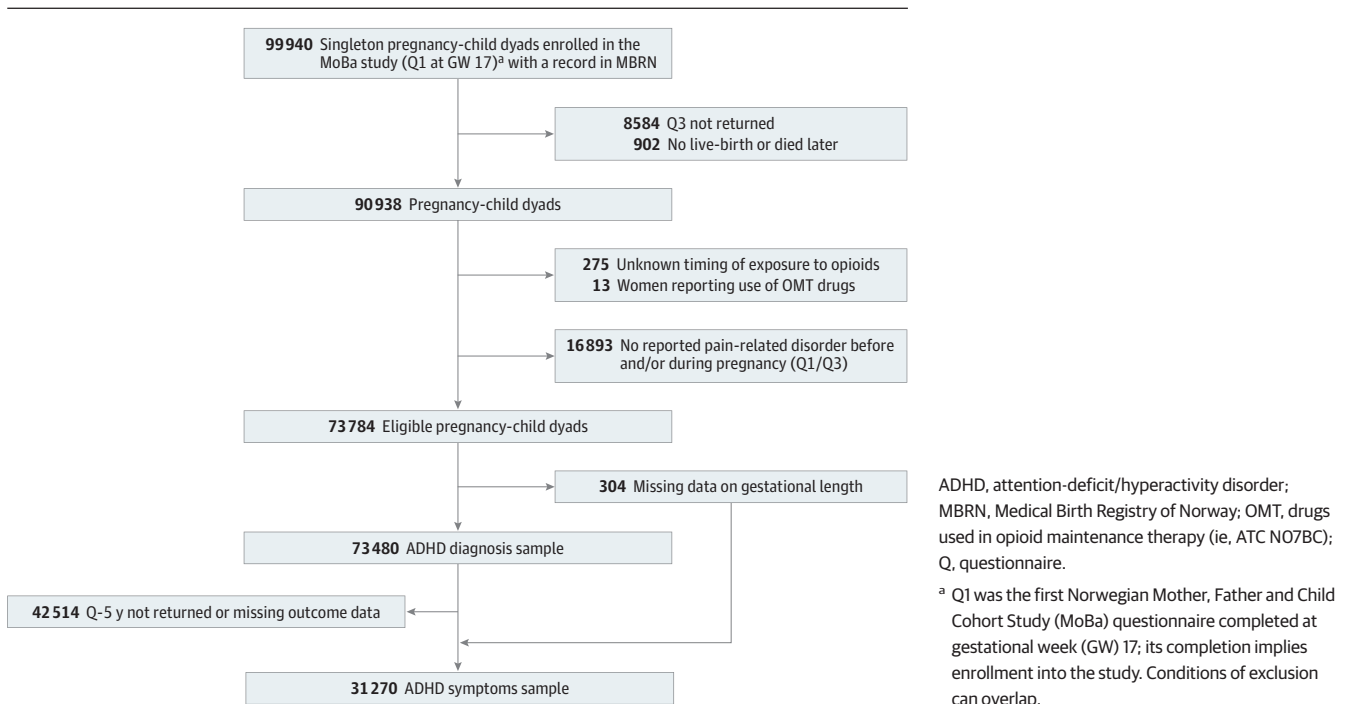 99940 Singleton pregnancy-child dyads enrolled in the
MoBa study (Q1 at GW 17)a with a record in MBRN
8584 Q3 not returned
902 No live-birth or died later
90938 Pregnancy-child dyads
275 Unknown timing of exposure to opioids
13 Women reporting use of OMT drugs
16893 No reported pain-related disorder before
and/or during pregnancy (Q1/Q3)
73784 Eligible pregnancy-child dyads
304 Missing data on gestational length
73480 ADHD diagnosis sample
42514 Q-5 y not returned or missing outcome data
31270 ADHD symptoms sample
ADHD, attention-deficit/hyperactivity disorder;
MBRN, Medical Birth Registry of Norway; OMT, drugs
used in opioid maintenance therapy (ie, ATC N07BC);
Q, questionnaire.
a Q1 was the first Norwegian Mother, Father and Child
Cohort Study (MoBa) questionnaire completed at
gestational week (GW) 17; its completion implies
enrollment into the study. Conditions of exclusion
can overlap.